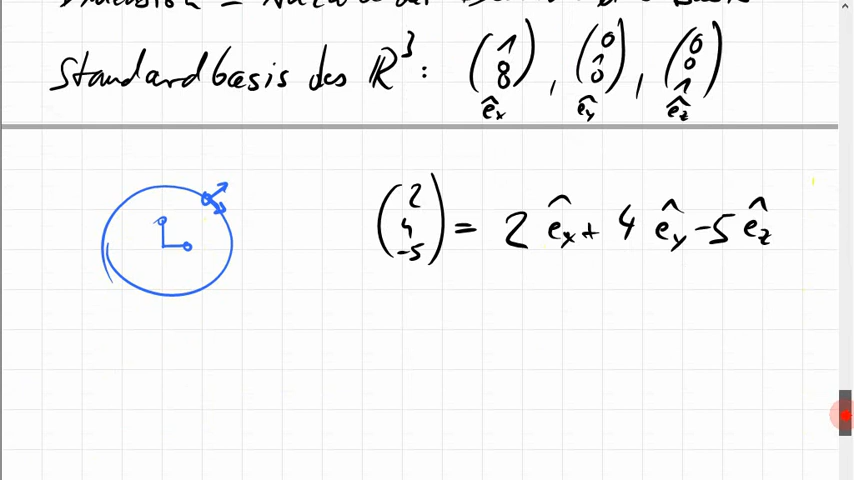 Standardbasis des ℝ³: (1 0 0), (0 1 0), (0 0 1)
êx êy êz
(2 4 -5) = 2 êx + 4 êy - 5 êz